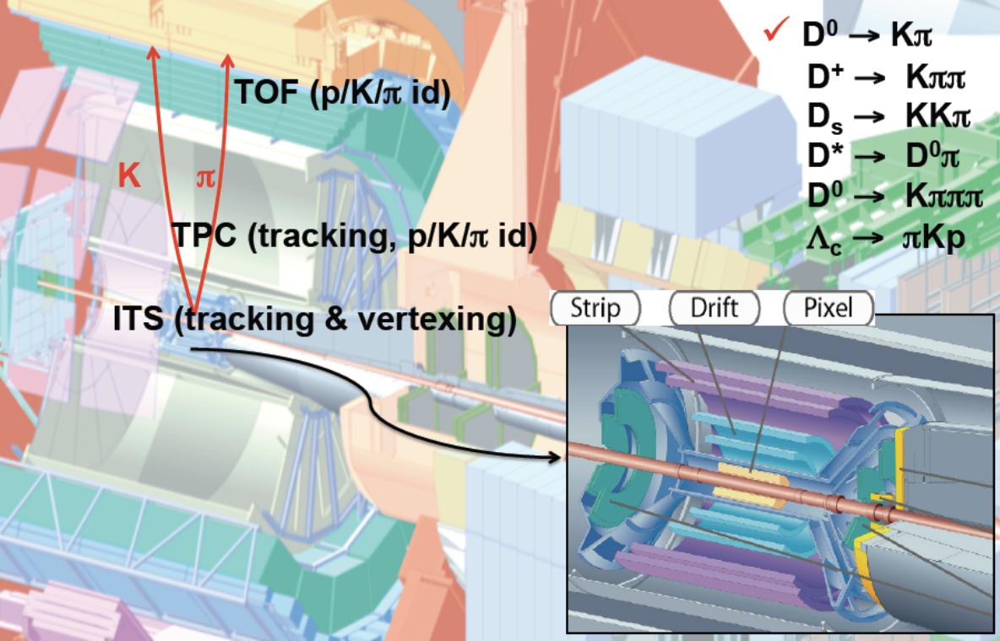 ✓ D⁰ → Kπ
D⁺ → Kππ
Dₛ → KKπ
D* → D⁰π
D⁰ → Kπππ
Λc → πKp
TOF (p/K/π id)
K π
TPC (tracking, p/K/π id)
ITS (tracking & vertexing)
Strip Drift Pixel